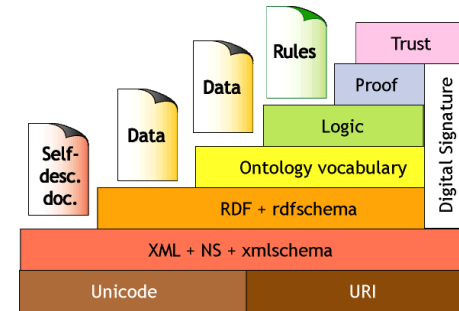 Trust
Rules
Proof
Data
Logic
Data
Self-
desc.
doc.
Ontology vocabulary
Digital Signature
RDF + rdfschema
XML + NS + xmlschema
Unicode
URI